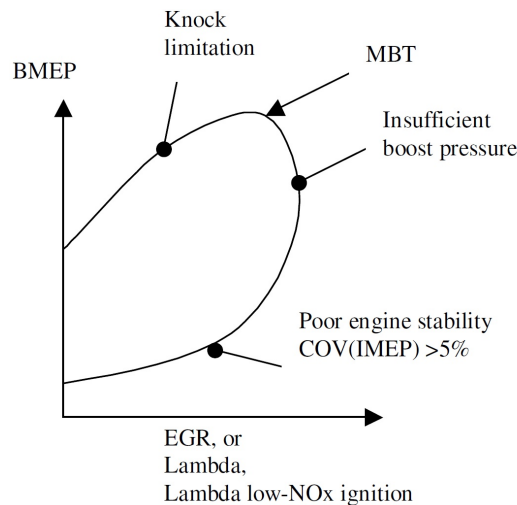 Knock
limitation
BMEP
MBT
Insufficient
boost pressure
Poor engine stability
COV(IMEP) >5%
EGR, or
Lambda,
Lambda low-NOx ignition